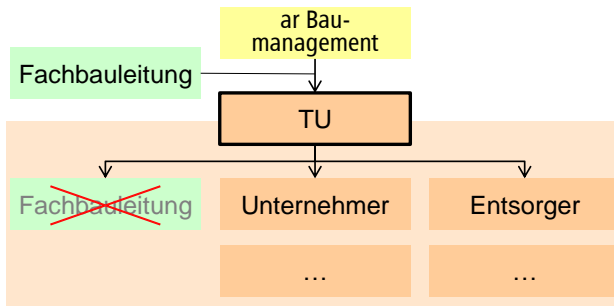 ar Bau-
management
Fachbauleitung
TU
Fachbauleitung
Unternehmer
Entsorger
…
…